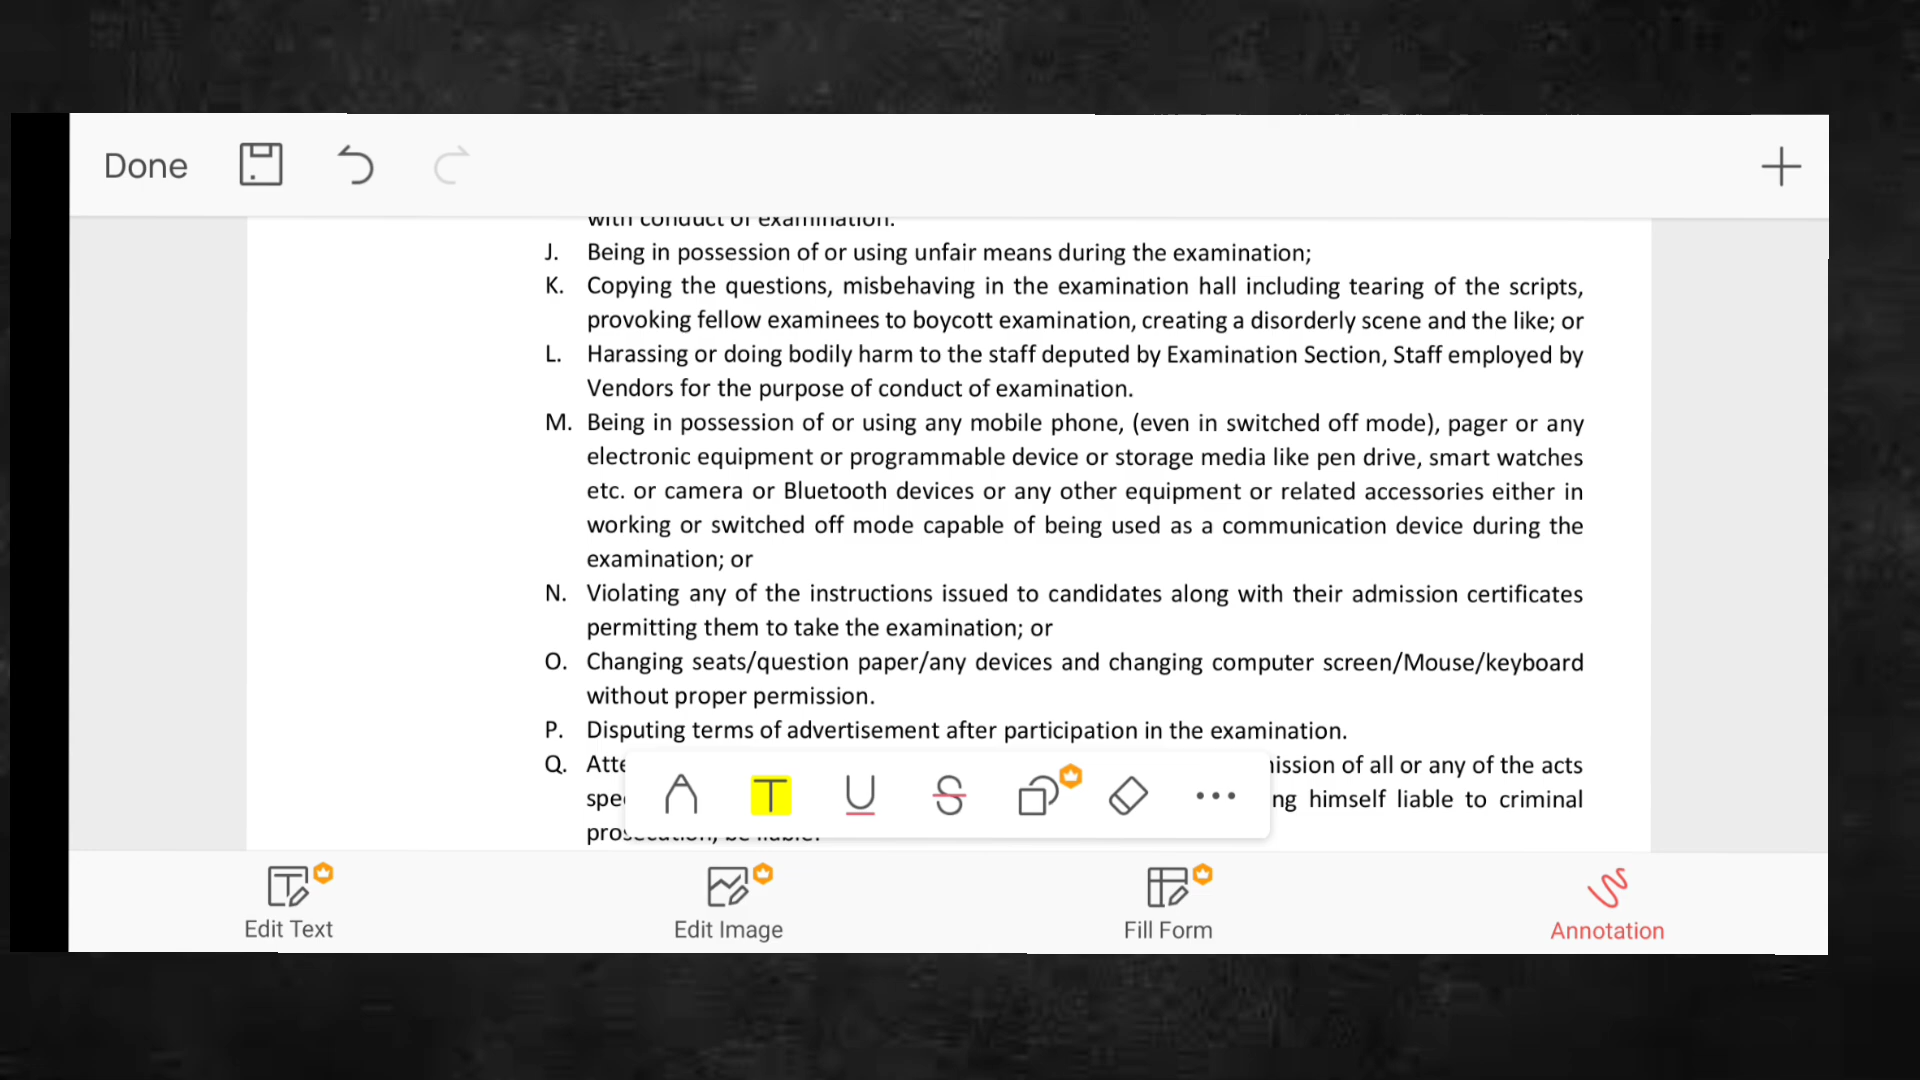 Done
with conduct of examination.
J. Being in possession of or using unfair means during the examination;
K. Copying the questions, misbehaving in the examination hall including tearing of the scripts,
provoking fellow examinees to boycott examination, creating a disorderly scene and the like; or
L. Harassing or doing bodily harm to the staff deputed by Examination Section, Staff employed by
Vendors for the purpose of conduct of examination.
M. Being in possession of or using any mobile phone, (even in switched off mode), pager or any
electronic equipment or programmable device or storage media like pen drive, smart watches
etc. or camera or Bluetooth devices or any other equipment or related accessories either in
working or switched off mode capable of being used as a communication device during the
examination; or
N. Violating any of the instructions issued to candidates along with their admission certificates
permitting them to take the examination; or
O. Changing seats/question paper/any devices and changing computer screen/Mouse/keyboard
without proper permission.
P. Disputing terms of advertisement after participation in the examination.
Q. of all or any of the acts
himself liable to criminal
Edit Text
Edit Image
Fill Form
Annotation